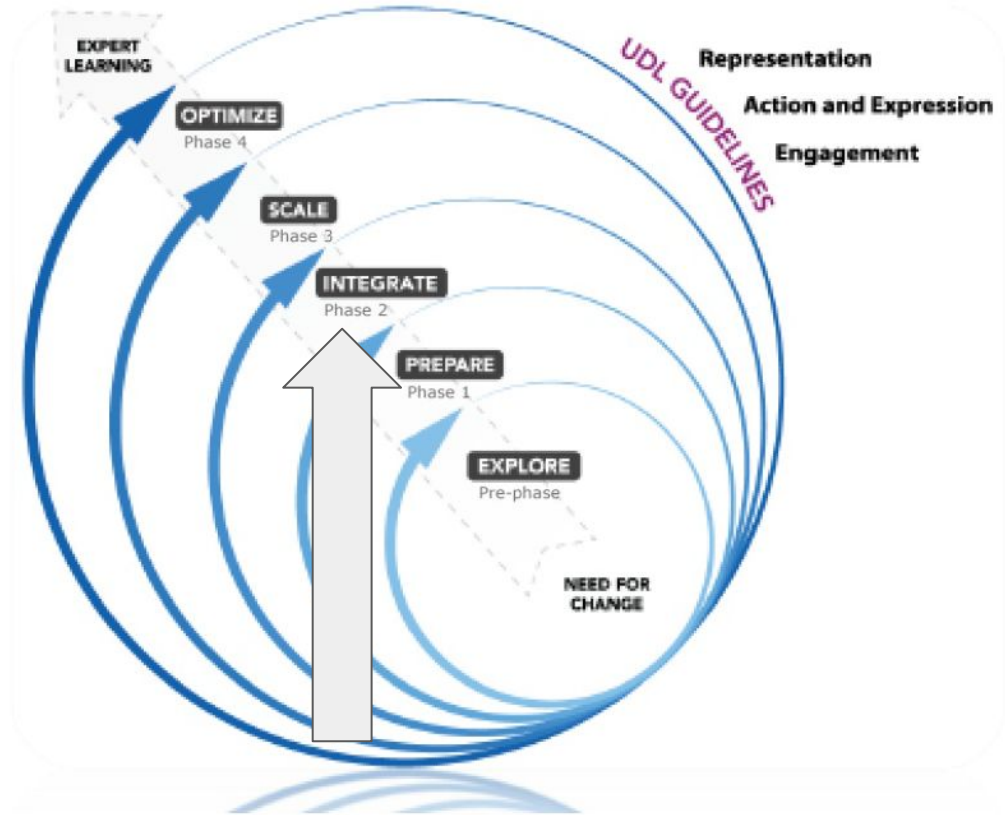 EXPERT
LEARNING
OPTIMIZE
Phase 4
SCALE
Phase 3
INTEGRATE
Phase 2
PREPARE
Phase 1
EXPLORE
Pre-phase
NEED FOR
CHANGE
UDL GUIDELINES
Representation
Action and Expression
Engagement